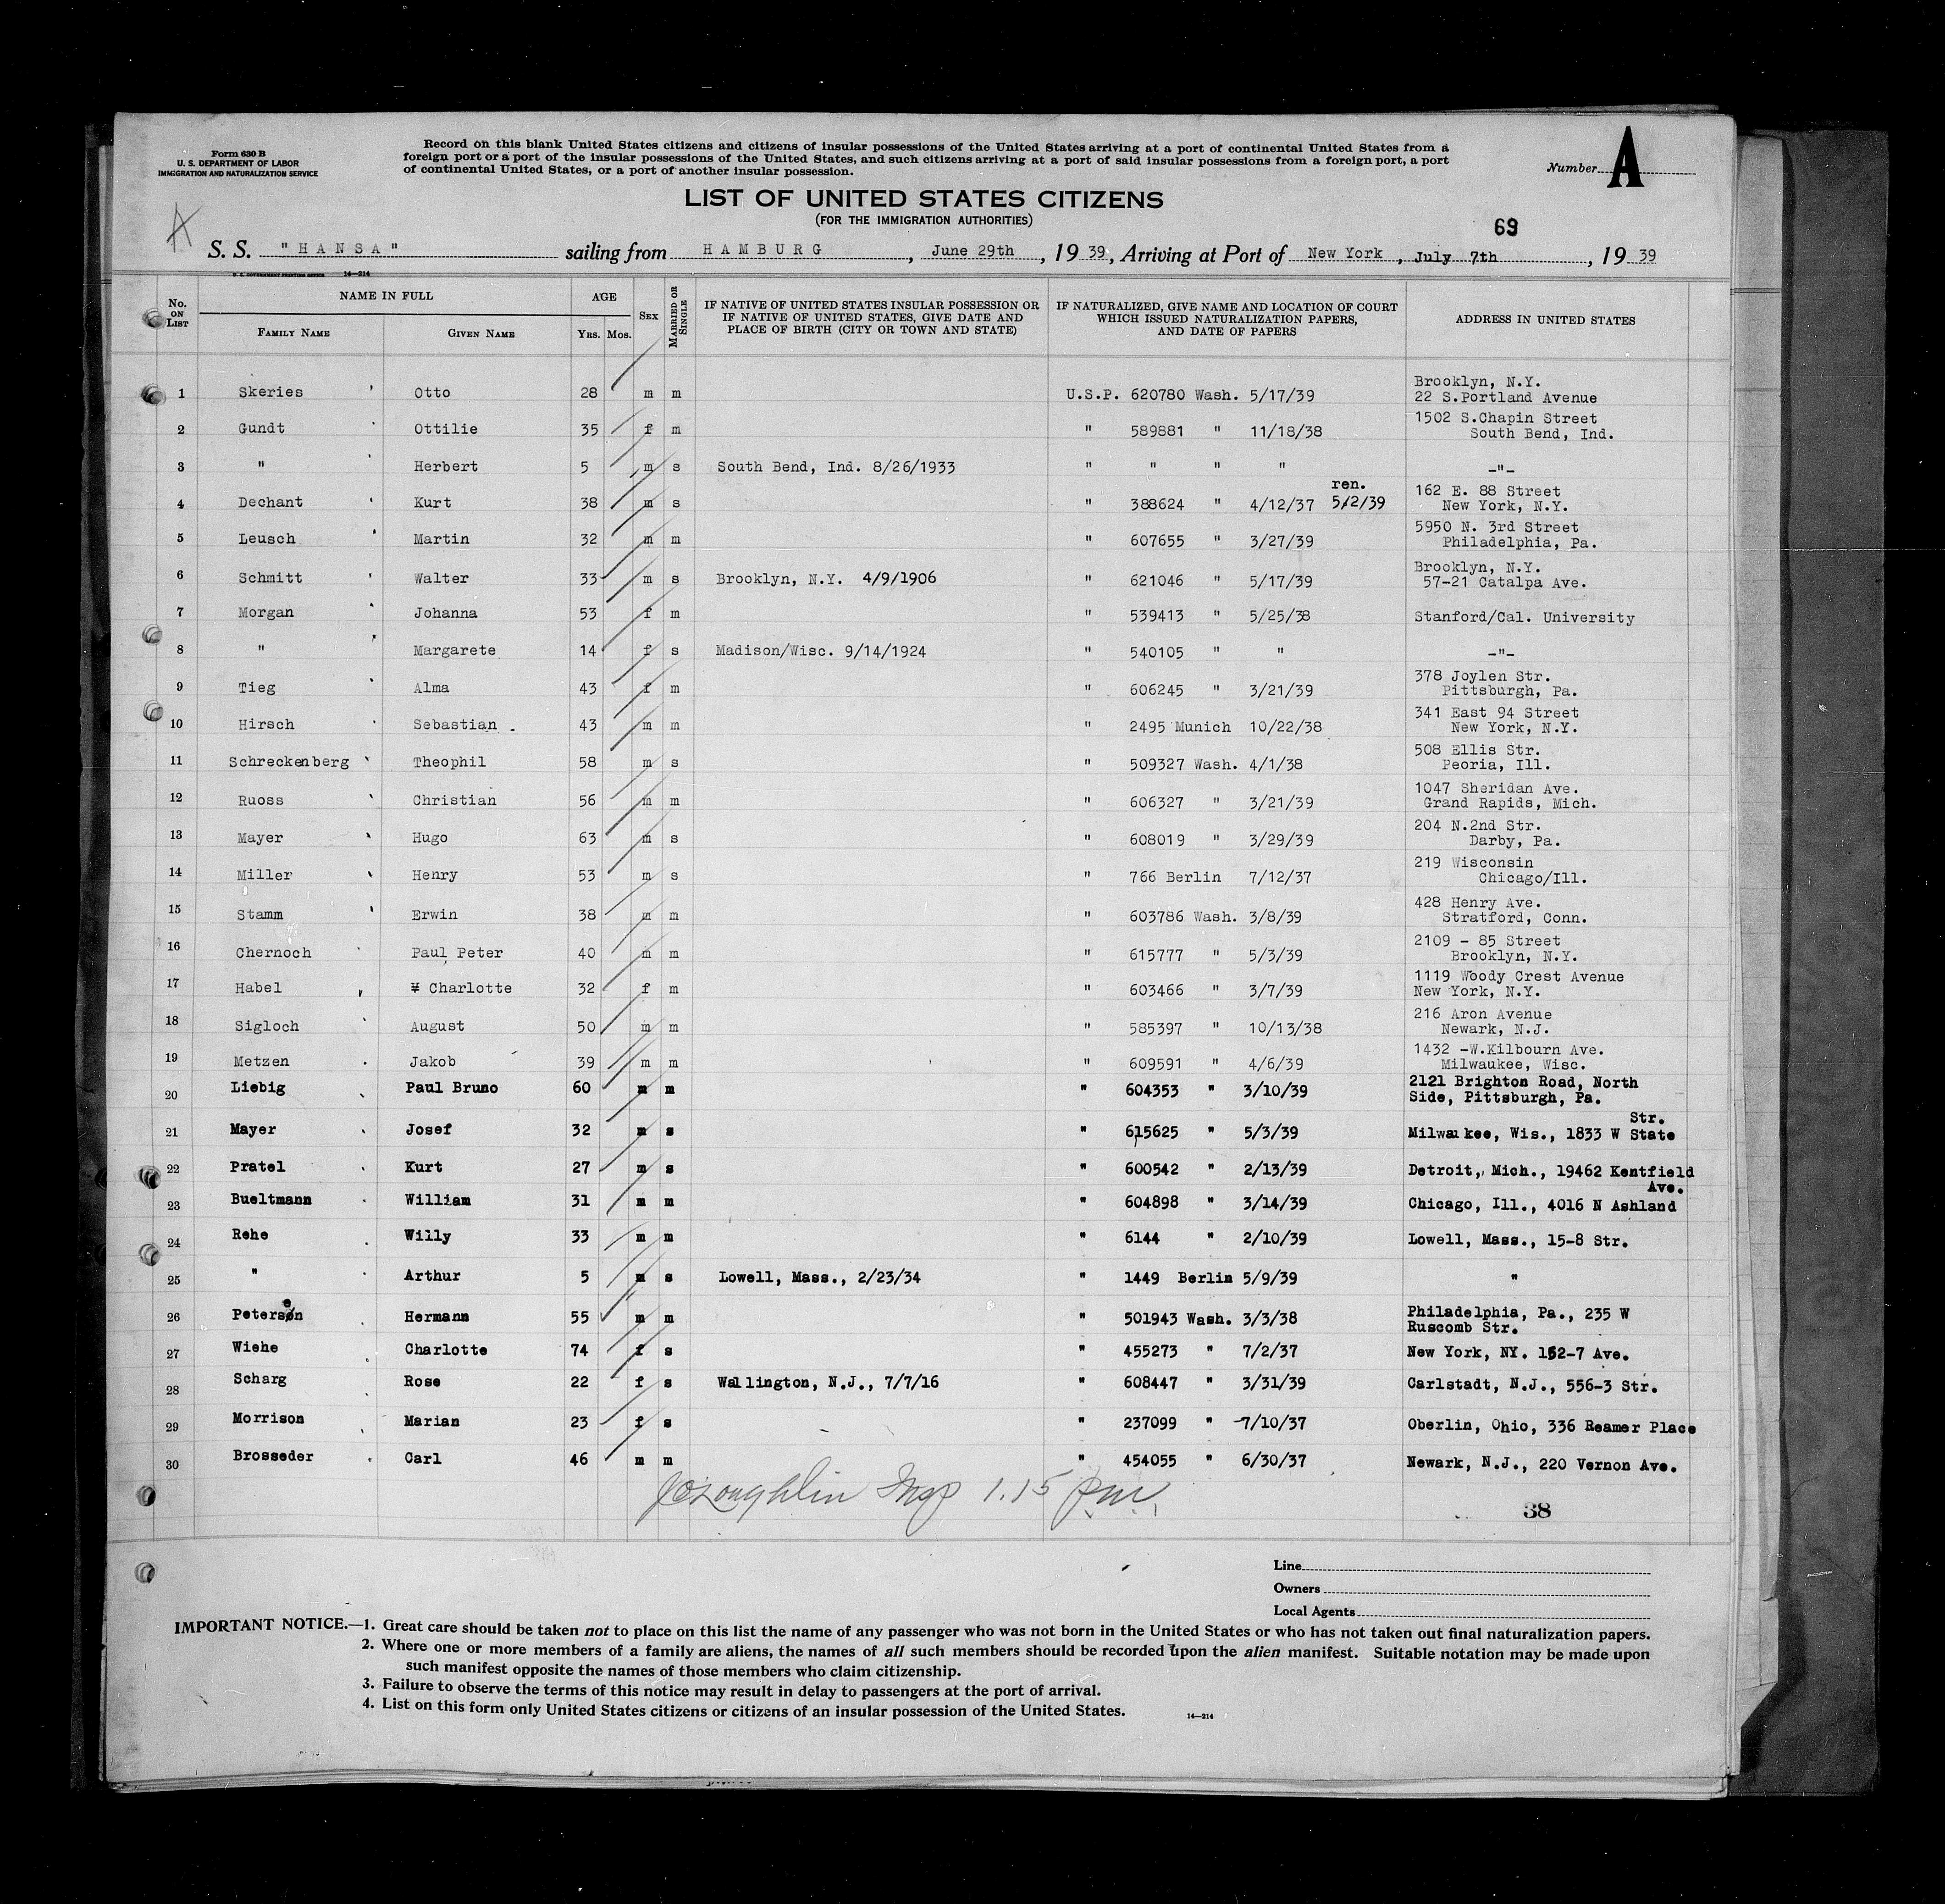 Form 630 B
U. S. DEPARTMENT OF LABOR
IMMIGRATION AND NATURALIZATION SERVICE
Record on this blank United States citizens and citizens of insular possessions of the United States arriving at a port of continental United States from a
foreign port or a port of the insular possessions of the United States, and such citizens arriving at a port of said insular possessions from a foreign port, a port
of continental United States, or a port of another insular possession.
Number A
LIST OF UNITED STATES CITIZENS
(FOR THE IMMIGRATION AUTHORITIES)
69
A
S. S. "HANSA" sailing from HAMBURG, June 29th, 1939, Arriving at Port of New York, July 7th, 1939
U. S. GOVERNMENT PRINTING OFFICE 14—214
No. ON LIST
NAME IN FULL
FAMILY NAME GIVEN NAME
AGE
YRS. MOS.
SEX
MARRIED OR SINGLE
IF NATIVE OF UNITED STATES INSULAR POSSESSION OR
IF NATIVE OF UNITED STATES, GIVE DATE AND
PLACE OF BIRTH (CITY OR TOWN AND STATE)
IF NATURALIZED, GIVE NAME AND LOCATION OF COURT
WHICH ISSUED NATURALIZATION PAPERS,
AND DATE OF PAPERS
ADDRESS IN UNITED STATES
1 Skeries Otto 28 m m U.S.P. 620780 Wash. 5/17/39 Brooklyn, N.Y.
22 S.Portland Avenue
2 Gundt Ottilie 35 f m " 589881 " 11/18/38 1502 S.Chapin Street
South Bend, Ind.
3 " Herbert 5 m s South Bend, Ind. 8/26/1933 " " " " -"-
4 Dechant Kurt 38 m s " 388624 " 4/12/37 ren. 5/2/39 162 E. 88 Street
New York, N.Y.
5 Leusch Martin 32 m m " 607655 " 3/27/39 5950 N. 3rd Street
Philadelphia, Pa.
6 Schmitt Walter 33 m s Brooklyn, N.Y. 4/9/1906 " 621046 " 5/17/39 Brooklyn, N.Y.
57-21 Catalpa Ave.
7 Morgan Johanna 53 f m " 539413 " 5/25/38 Stanford/Cal. University
8 " Margarete 14 f s Madison/Wisc. 9/14/1924 " 540105 " " -"-
9 Tieg Alma 43 f m " 606245 " 3/21/39 378 Joylen Str.
Pittsburgh, Pa.
10 Hirsch Sebastian 43 m m " 2495 Munich 10/22/38 341 East 94 Street
New York, N.Y.
11 Schreckenberg Theophil 58 m s " 509327 Wash. 4/1/38 508 Ellis Str.
Peoria, Ill.
12 Ruoss Christian 56 m m " 606327 " 3/21/39 1047 Sheridan Ave.
Grand Rapids, Mich.
13 Mayer Hugo 63 m s " 608019 " 3/29/39 204 N.2nd Str.
Darby, Pa.
14 Miller Henry 53 m s " 766 Berlin 7/12/37 219 Wisconsin
Chicago/Ill.
15 Stamm Erwin 38 m m " 603786 Wash. 3/8/39 428 Henry Ave.
Stratford, Conn.
16 Chernoch Paul Peter 40 m m " 615777 " 5/3/39 2109 - 85 Street
Brooklyn, N.Y.
17 Habel Charlotte 32 f m " 603466 " 3/7/39 1119 Woody Crest Avenue
New York, N.Y.
18 Sigloch August 50 m m " 585397 " 10/13/38 216 Aron Avenue
Newark, N.J.
19 Metzen Jakob 39 m m " 609591 " 4/6/39 1432 -W.Kilbourn Ave.
Milwaukee, Wisc.
20 Liebig Paul Bruno 60 m m " 604353 " 3/10/39 2121 Brighton Road, North
Side, Pittsburgh, Pa.
21 Mayer Josef 32 m s " 615625 " 5/3/39 Milwaukee, Wis., 1833 W State Str.
22 Pratel Kurt 27 m s " 600542 " 2/13/39 Detroit, Mich., 19462 Kentfield
Ave.
23 Bueltmann William 31 m m " 604898 " 3/14/39 Chicago, Ill., 4016 N Ashland
24 Rehe Willy 33 m m " 6144 " 2/10/39 Lowell, Mass., 15-8 Str.
25 " Arthur 5 m s Lowell, Mass., 2/23/34 " 1449 Berlin 5/9/39 "
26 Petersen Hermann 55 m m " 501943 Wash. 3/3/38 Philadelphia, Pa., 235 W
Ruscomb Str.
27 Wiehe Charlotte 74 f s " 455273 " 7/2/37 New York, NY. 152-7 Ave.
28 Scharg Rose 22 f s Wallington, N.J., 7/7/16 " 608447 " 3/31/39 Carlstadt, N.J., 556-3 Str.
29 Morrison Marian 23 f s " 237099 " 7/10/37 Oberlin, Ohio, 336 Reamer Place
30 Brosseder Carl 46 m m " 454055 " 6/30/37 Newark, N.J., 220 Vernon Ave.
JO'Loughlin Insp 1.15 pm
38
Line
Owners
Local Agents
IMPORTANT NOTICE.—1. Great care should be taken not to place on this list the name of any passenger who was not born in the United States or who has not taken out final naturalization papers.
2. Where one or more members of a family are aliens, the names of all such members should be recorded upon the alien manifest. Suitable notation may be made upon
such manifest opposite the names of those members who claim citizenship.
3. Failure to observe the terms of this notice may result in delay to passengers at the port of arrival.
4. List on this form only United States citizens or citizens of an insular possession of the United States.
14—214